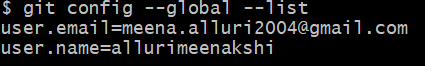 $ git config --global --list
user.email=meena.alluri2004@gmail.com
user.name=allurimeenakshi